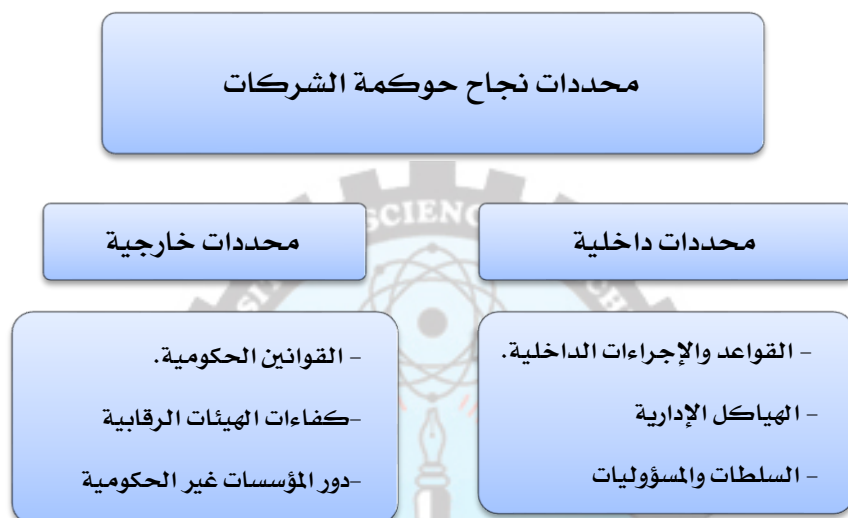 محددات نجاح حوكمة الشركات
محددات داخلية
- القواعد والإجراءات الداخلية.
- الهياكل الإدارية
- السلطات والمسؤوليات
محددات خارجية
- القوانين الحكومية.
-كفاءات الهيئات الرقابية
-دور المؤسسات غير الحكومية